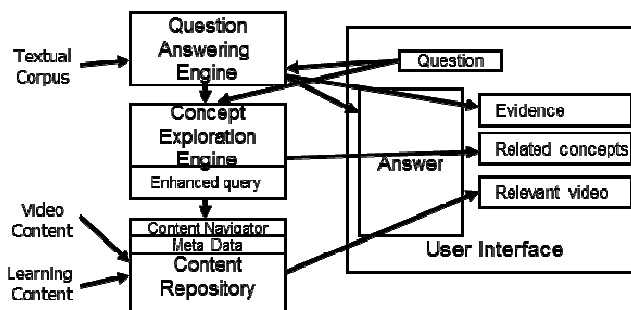 Textual
Corpus
Question
Answering
Engine
Concept
Exploration
Engine
Enhanced query
Video
Content
Learning
Content
Content Navigator
Meta Data
Content
Repository
Question
Answer
Evidence
Related concepts
Relevant video
User Interface